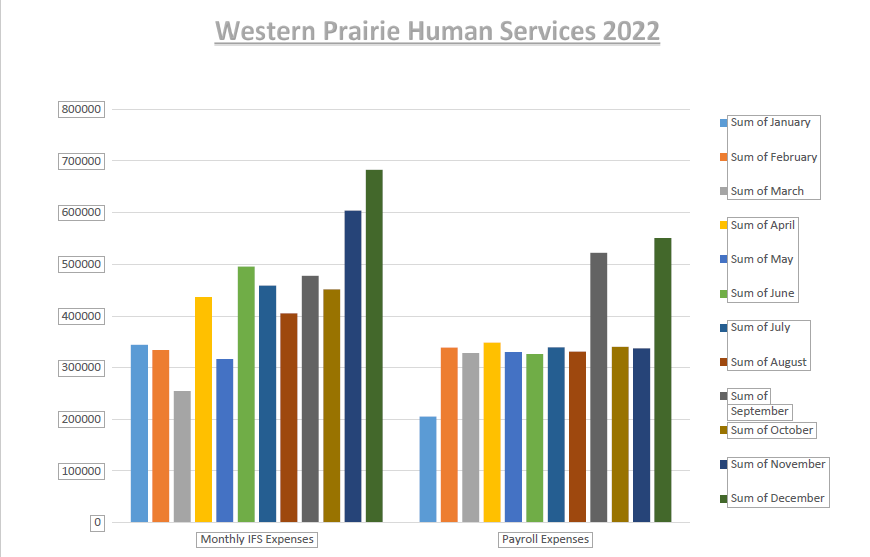 Western Prairie Human Services 2022
800000
700000
600000
500000
400000
300000
200000
100000
0
Monthly IFS Expenses
Payroll Expenses
Sum of January
Sum of February
Sum of March
Sum of April
Sum of May
Sum of June
Sum of July
Sum of August
Sum of
September
Sum of October
Sum of November
Sum of December